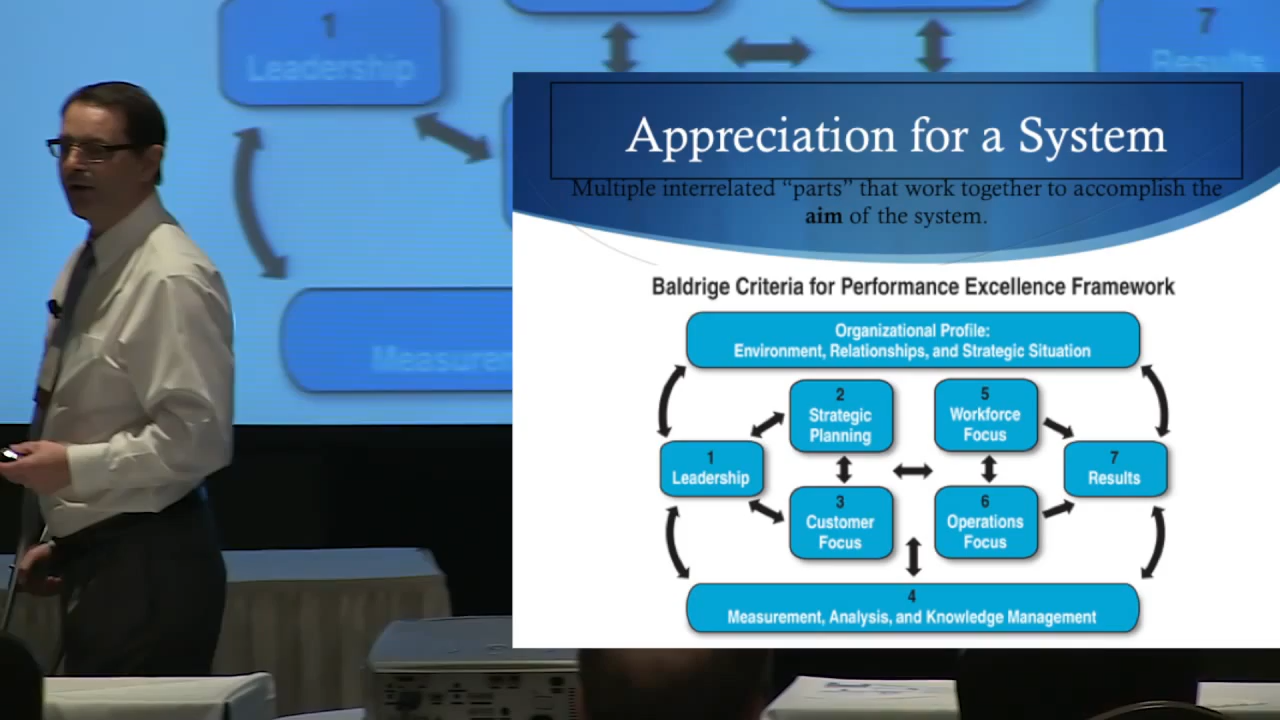 1
Leadership
7
Results
Measurem
Appreciation for a System
Multiple interrelated “parts” that work together to accomplish the
aim of the system.
Baldrige Criteria for Performance Excellence Framework
Organizational Profile:
Environment, Relationships, and Strategic Situation
2
Strategic
Planning
5
Workforce
Focus
1
Leadership
7
Results
3
Customer
Focus
6
Operations
Focus
4
Measurement, Analysis, and Knowledge Management